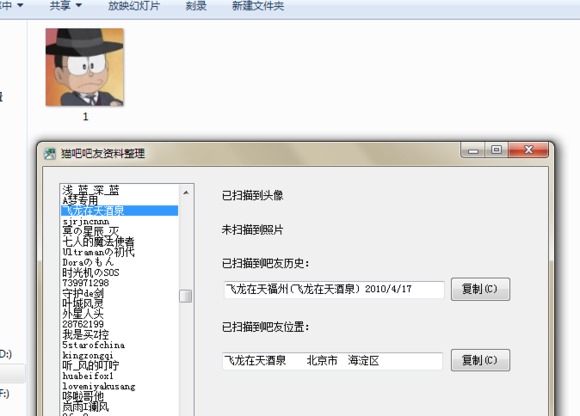 共享 放映幻灯片 刻录 新建文件夹
1
猫吧吧友资料整理
浅_蓝_深_蓝
A梦专用
飞龙在天酒泉
sjrjncnnn
冥の星辰_灭
七人的魔法使者
Ultramanの初代
Doraのもん
时光机のSOS
739971298
守护de剑
叶域风灵
外星人头
28762199
我是买Z控
5starofchina
kingzongqi
听_风的叮咛
huabeifox1
lovemiyakusang
哆啦哥他
岚雨I澜风
已扫描到头像
未扫描到照片
已扫描到吧友历史：
飞龙在天福州(飞龙在天酒泉) 2010/4/17
复制(C)
已扫描到吧友位置：
飞龙在天酒泉 北京市 海淀区
复制(C)
D:)
F:)